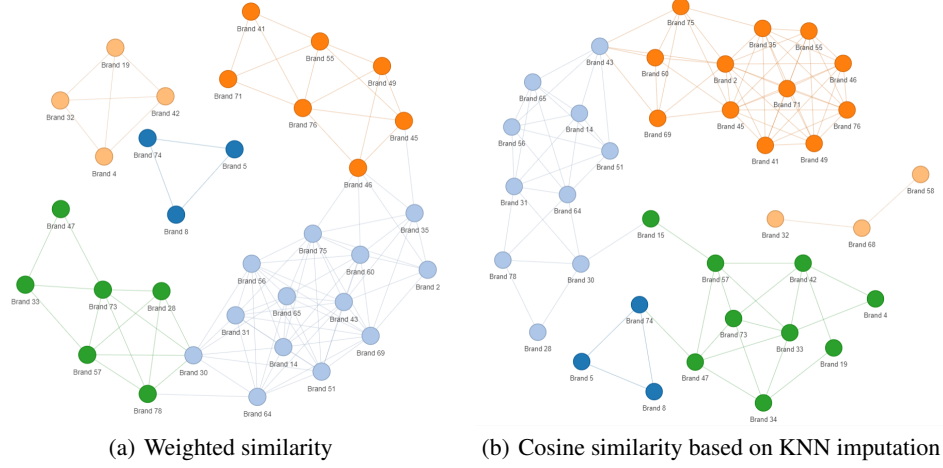 Brand 41
Brand 19
Brand 55
Brand 49
Brand 71
Brand 32
Brand 42
Brand 76
Brand 45
Brand 74
Brand 5
Brand 4
Brand 46
Brand 8
Brand 47
Brand 35
Brand 75
Brand 60
Brand 56
Brand 2
Brand 33
Brand 73
Brand 28
Brand 65
Brand 43
Brand 31
Brand 69
Brand 57
Brand 30
Brand 14
Brand 51
Brand 78
Brand 64
(a) Weighted similarity
Brand 75
Brand 35
Brand 55
Brand 43
Brand 60
Brand 2
Brand 46
Brand 65
Brand 71
Brand 14
Brand 45
Brand 76
Brand 56
Brand 69
Brand 51
Brand 41
Brand 49
Brand 58
Brand 31
Brand 64
Brand 15
Brand 32
Brand 68
Brand 78
Brand 30
Brand 57
Brand 42
Brand 4
Brand 74
Brand 73
Brand 28
Brand 33
Brand 19
Brand 5
Brand 47
Brand 8
Brand 34
(b) Cosine similarity based on KNN imputation